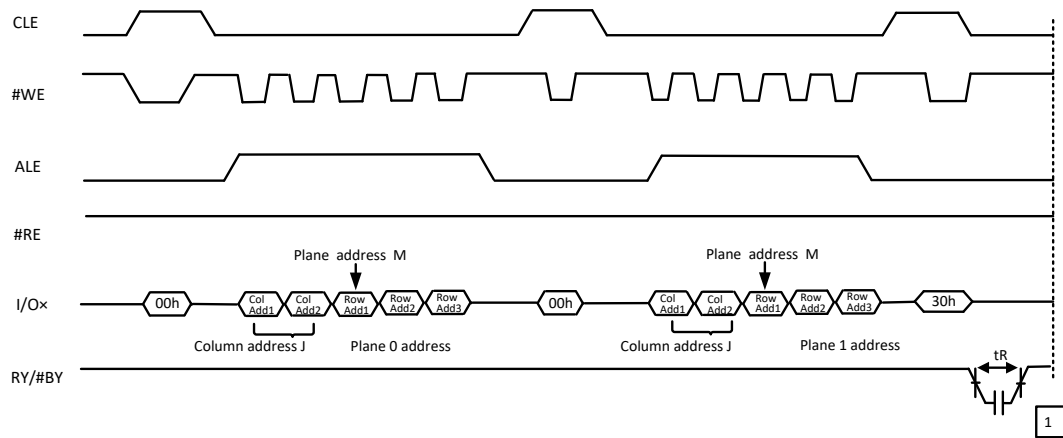 CLE
#WE
ALE
#RE
Plane address M
Plane address M
I/O×
00h
Col Add1
Col Add2
Row Add1
Row Add2
Row Add3
00h
Col Add1
Col Add2
Row Add1
Row Add2
Row Add3
30h
Column address J
Plane 0 address
Column address J
Plane 1 address
RY/#BY
tR
1